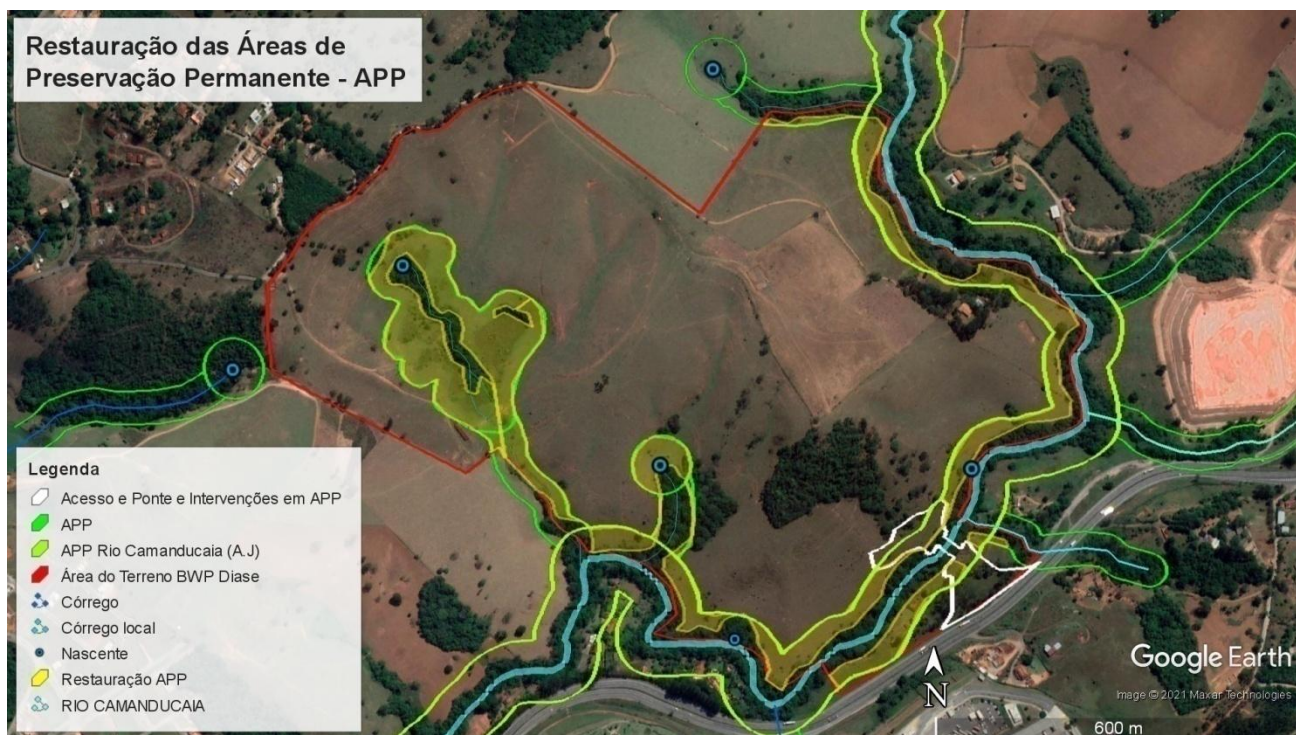 Restauração das Áreas de
Preservação Permanente - APP
Legenda
Acesso e Ponte e Intervenções em APP
APP
APP Rio Camanducaia (A.J)
Área do Terreno BWP Diase
Córrego
Córrego local
Nascente
Restauração APP
RIO CAMANDUCAIA
Google Earth
Image © 2021 Maxar Technologies
N
600 m